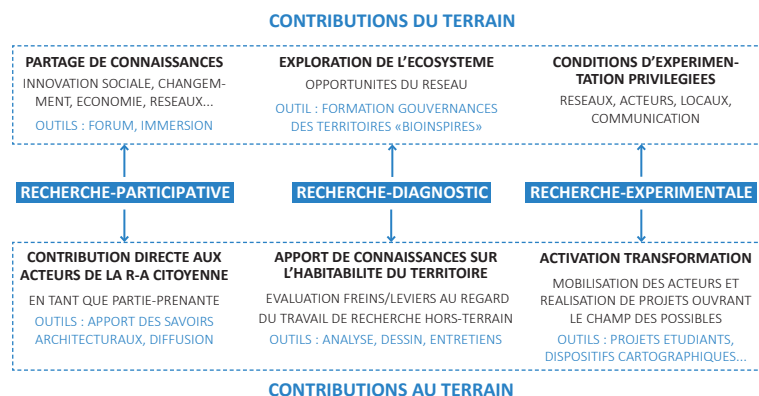 CONTRIBUTIONS DU TERRAIN
PARTAGE DE CONNAISSANCES
INNOVATION SOCIALE, CHANGEM-
MENT, ECONOMIE, RESEAUX...
OUTILS : FORUM, IMMERSION
EXPLORATION DE L'ECOSYSTEME
OPPORTUNITES DU RESEAU
OUTIL : FORMATION GOUVERNANCES
DES TERRITOIRES «BIOINSPIRES»
CONDITIONS D'EXPERIMEN-
TATION PRIVILEGIEES
RESEAUX, ACTEURS, LOCAUX,
COMMUNICATION
RECHERCHE-PARTICIPATIVE
RECHERCHE-DIAGNOSTIC
RECHERCHE-EXPERIMENTALE
CONTRIBUTION DIRECTE AUX
ACTEURS DE LA R-A CITOYENNE
EN TANT QUE PARTIE-PRENANTE
OUTILS : APPORT DES SAVOIRS
ARCHITECTURAUX, DIFFUSION
APPORT DE CONNAISSANCES SUR
L'HABITABILITE DU TERRITOIRE
EVALUATION FREINS/LEVIERS AU REGARD
DU TRAVAIL DE RECHERCHE HORS-TERRAIN
OUTILS : ANALYSE, DESSIN, ENTRETIENS
ACTIVATION TRANSFORMATION
MOBILISATION DES ACTEURS ET
REALISATION DE PROJETS OUVRANT
LE CHAMP DES POSSIBLES
OUTILS : PROJETS ETUDIANTS,
DISPOSITIFS CARTOGRAPHIQUES...
CONTRIBUTIONS AU TERRAIN